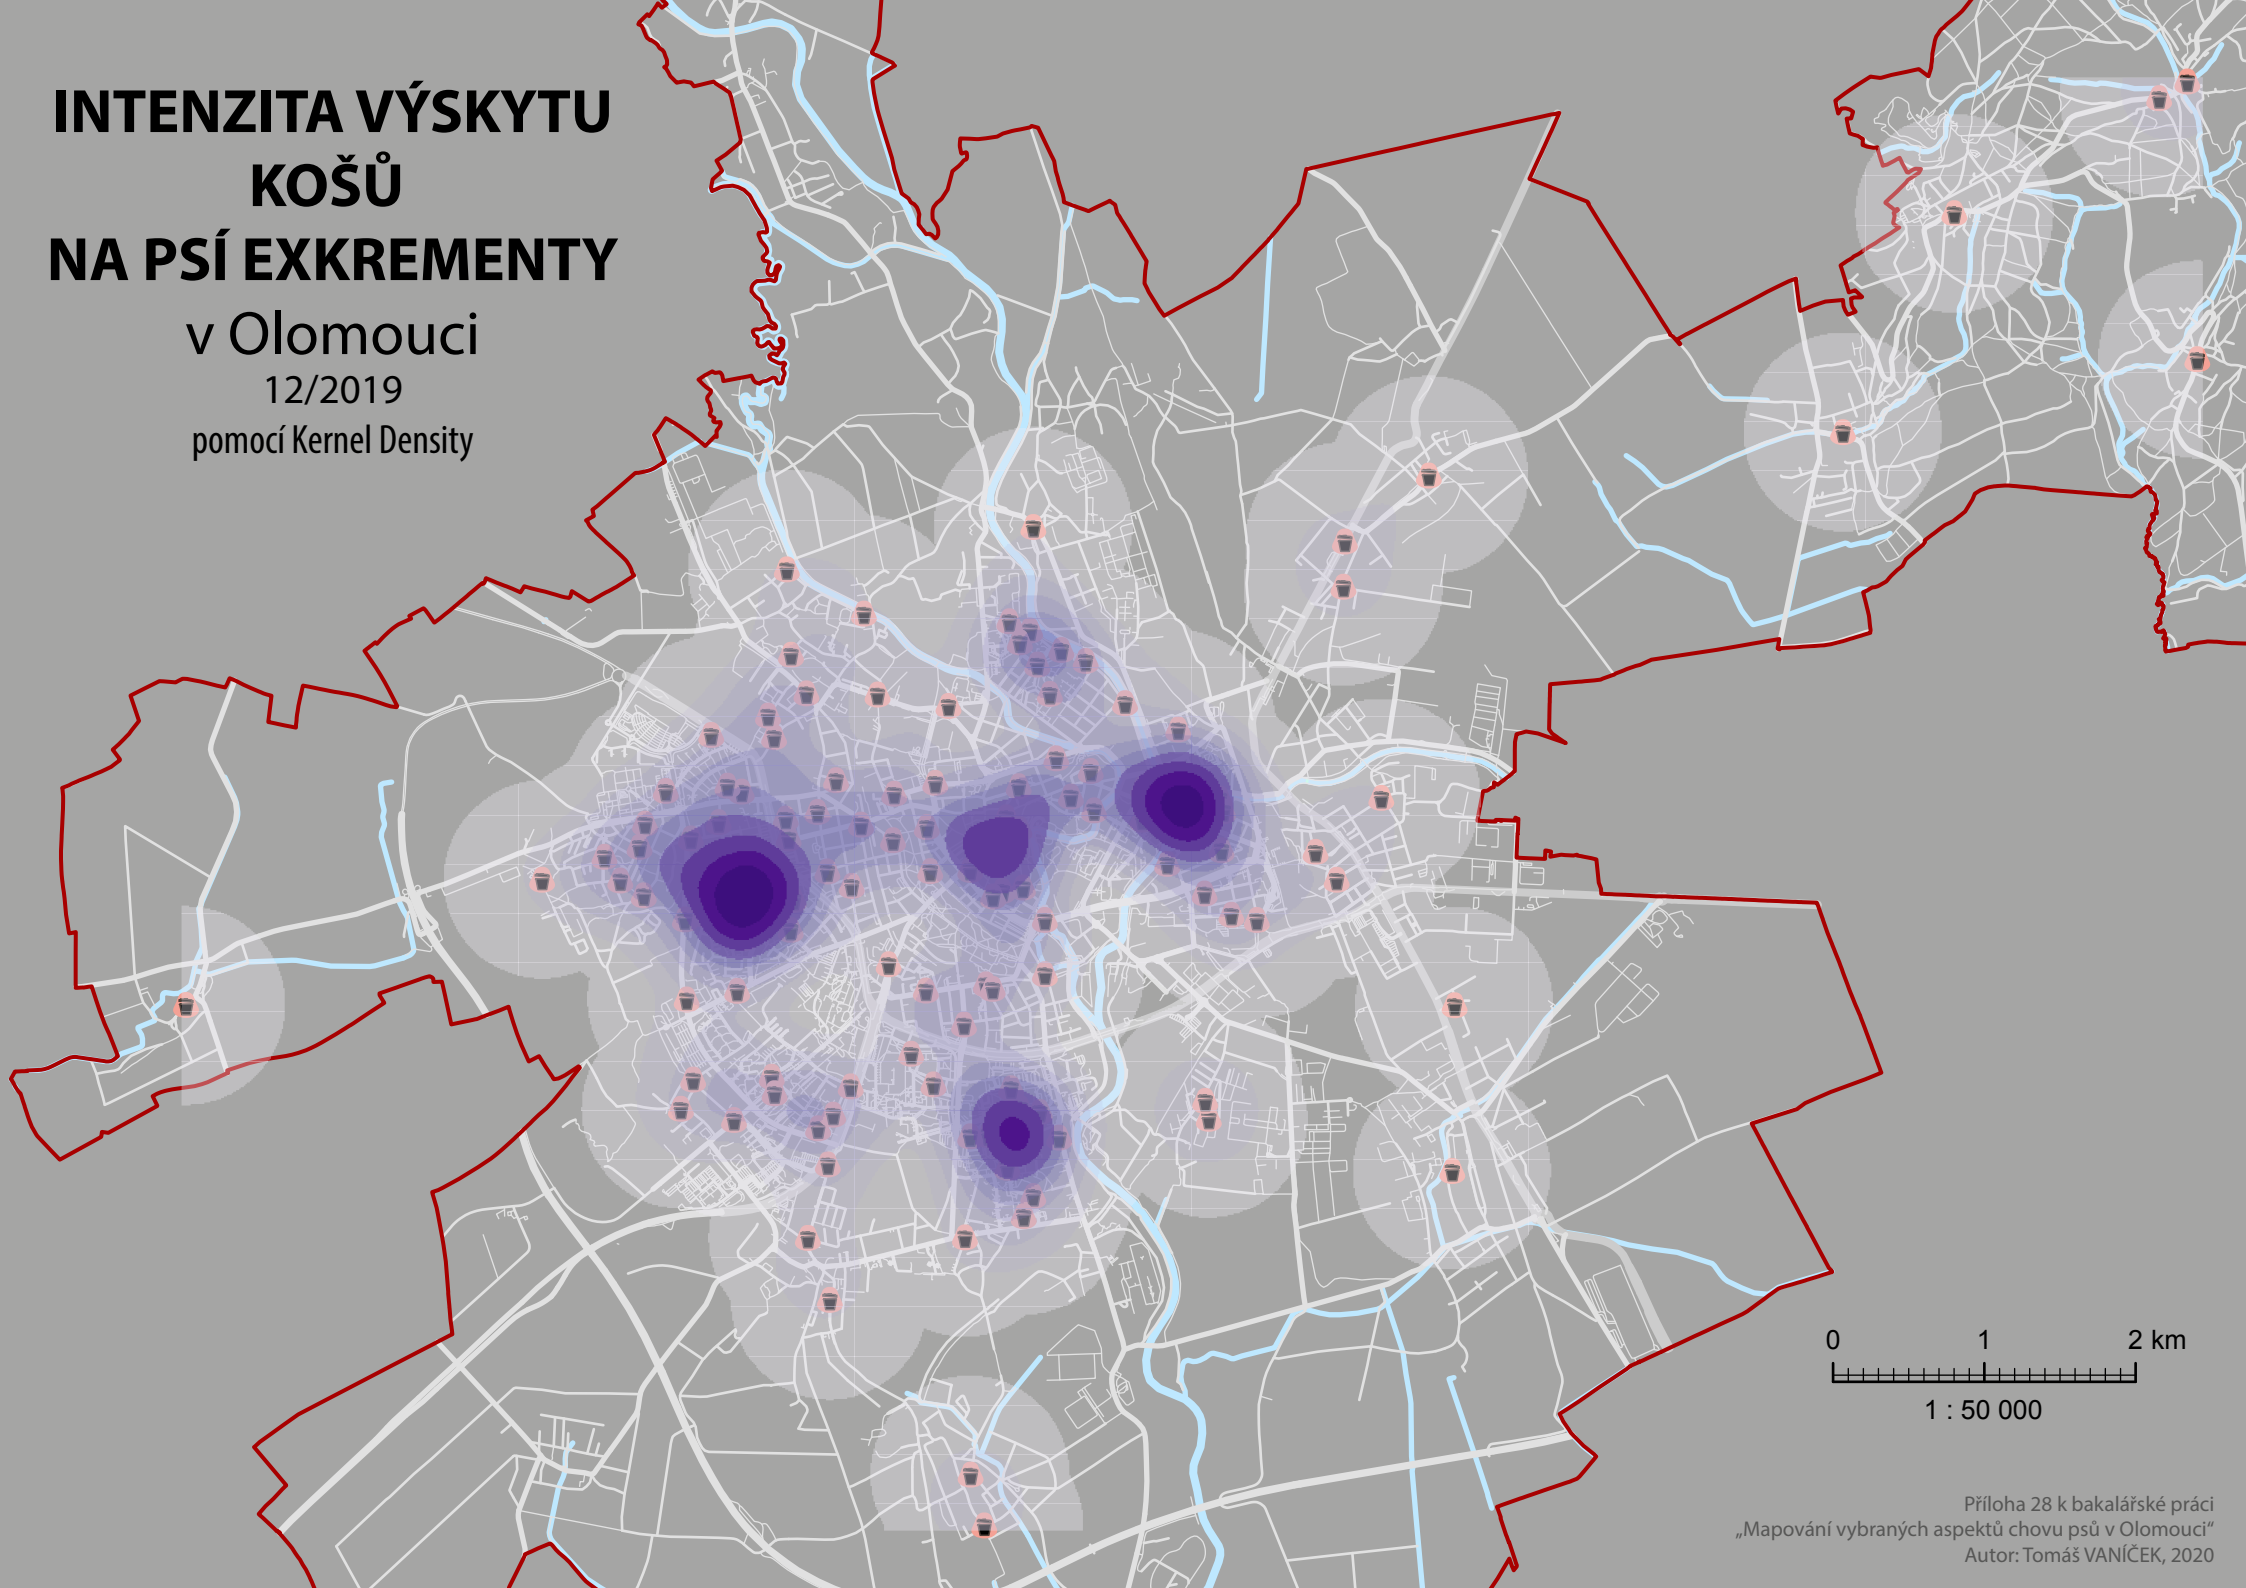 INTENZITA VÝSKYTU
KOŠŮ
NA PSÍ EXKREMENTY
v Olomouci
12/2019
pomocí Kernel Density
0 1 2 km
1 : 50 000
Příloha 28 k bakalářské práci
„Mapování vybraných aspektů chovu psů v Olomouci“
Autor: Tomáš VANÍČEK, 2020